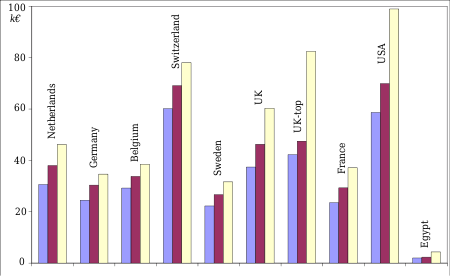 100
k€
80
60
40
20
0
Netherlands
Germany
Belgium
Switzerland
Sweden
UK
UK-top
France
USA
Egypt